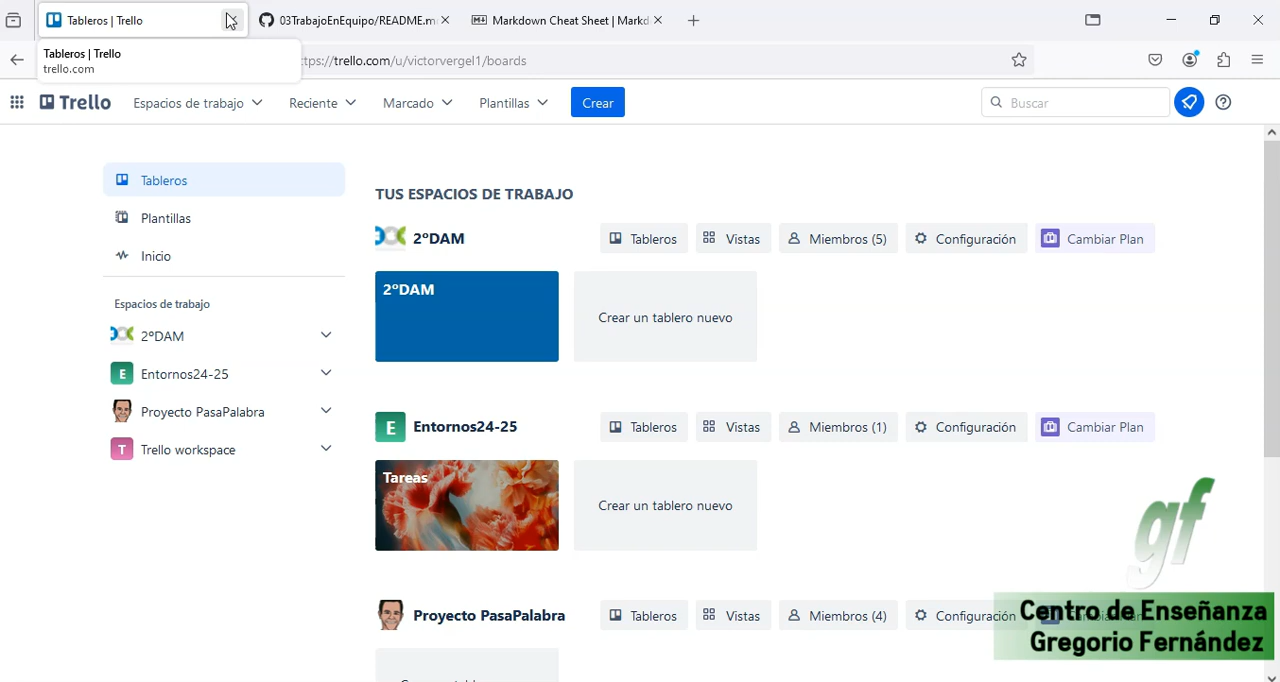 Tableros | Trello
03TrabajoEnEquipo/README.m
Markdown Cheat Sheet | Markd
Tableros | Trello
trello.com
ttps://trello.com/u/victorvergel1/boards
Trello
Espacios de trabajo
Reciente
Marcado
Plantillas
Crear
Buscar
Tableros
Plantillas
Inicio
Espacios de trabajo
2ºDAM
E Entornos24-25
Proyecto PasaPalabra
T Trello workspace
TUS ESPACIOS DE TRABAJO
2ºDAM
Tableros
Vistas
Miembros (5)
Configuración
Cambiar Plan
2ºDAM
Crear un tablero nuevo
E Entornos24-25
Tableros
Vistas
Miembros (1)
Configuración
Cambiar Plan
Tareas
Crear un tablero nuevo
Proyecto PasaPalabra
Tableros
Vistas
Miembros (4)
Configuración
gf
Centro de Enseñanza
Gregorio Fernández